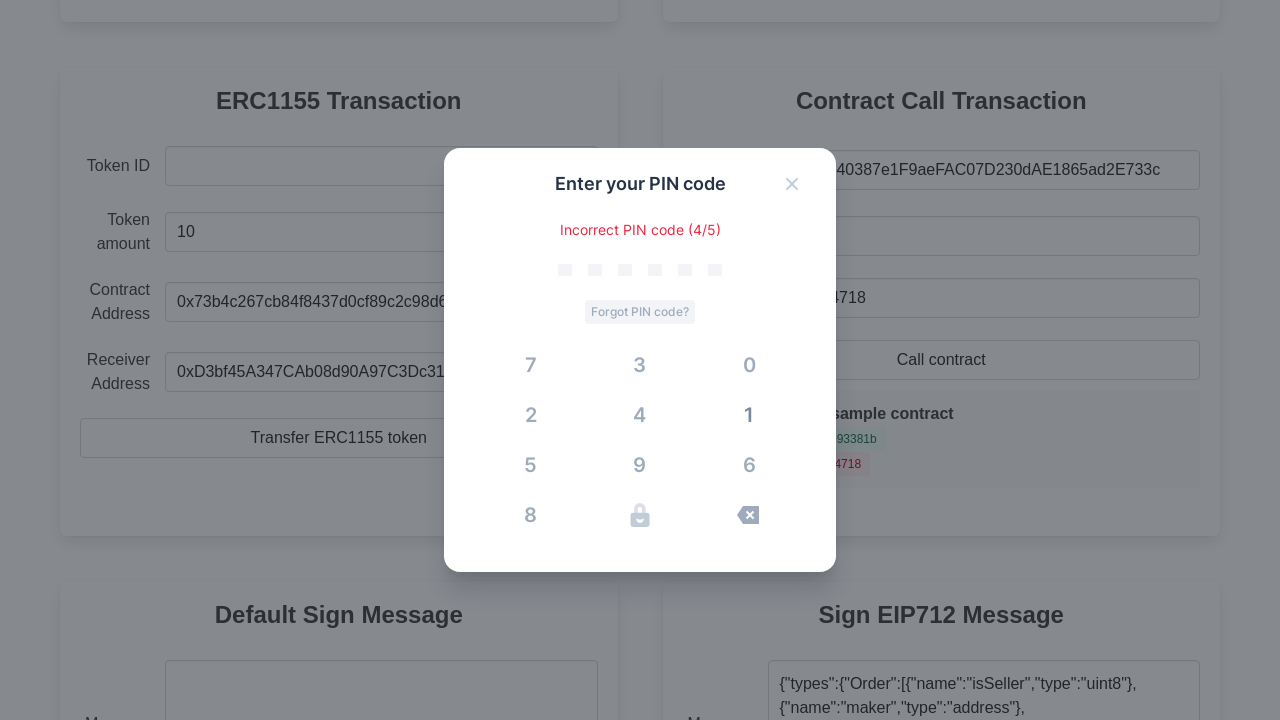 ERC1155 Transaction
Contract Call Transaction
Token ID
Token
amount
10
Contract
Address
0x73b4c267cb84f8437d0cf89c2c98d6
Receiver
Address
0xD3bf45A347CAb08d90A97C3Dc31
Transfer ERC1155 token
40387e1F9aeFAC07D230dAE1865ad2E733c
4718
Call contract
sample contract
93381b
4718
Enter your PIN code
Incorrect PIN code (4/5)
Forgot PIN code?
7 3 0
2 4 1
5 9 6
8
Default Sign Message
Sign EIP712 Message
{"types":{"Order":[{"name":"isSeller","type":"uint8"},
{"name":"maker","type":"address"},